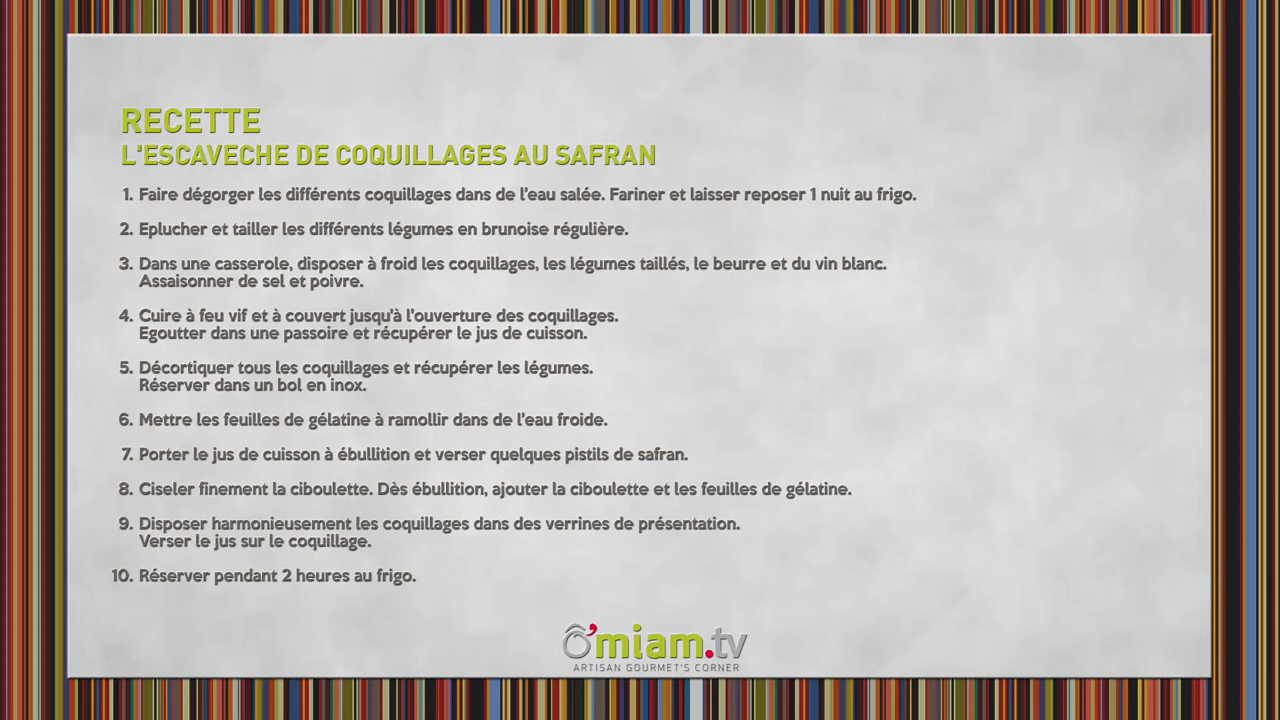 RECETTE
L'ESCAVECHE DE COQUILLAGES AU SAFRAN
1. Faire dégorger les différents coquillages dans de l'eau salée. Fariner et laisser reposer 1 nuit au frigo.
2. Eplucher et tailler les différents légumes en brunoise régulière.
3. Dans une casserole, disposer à froid les coquillages, les légumes taillés, le beurre et du vin blanc.
Assaisonner de sel et poivre.
4. Cuire à feu vif et à couvert jusqu'à l'ouverture des coquillages.
Egoutter dans une passoire et récupérer le jus de cuisson.
5. Décortiquer tous les coquillages et récupérer les légumes.
Réserver dans un bol en inox.
6. Mettre les feuilles de gélatine à ramollir dans de l'eau froide.
7. Porter le jus de cuisson à ébullition et verser quelques pistils de safran.
8. Ciseler finement la ciboulette. Dès ébullition, ajouter la ciboulette et les feuilles de gélatine.
9. Disposer harmonieusement les coquillages dans des verrines de présentation.
Verser le jus sur le coquillage.
10. Réserver pendant 2 heures au frigo.
Ô'miam.tv
ARTISAN GOURMET'S CORNER